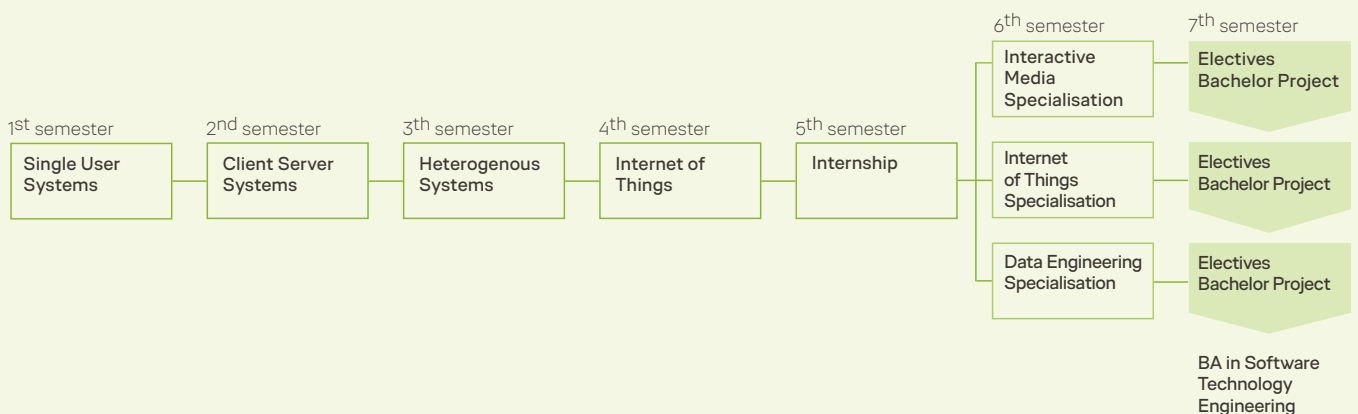 1st semester
Single User
Systems
2nd semester
Client Server
Systems
3th semester
Heterogenous
Systems
4th semester
Internet of
Things
5th semester
Internship
6th semester
Interactive
Media
Specialisation
Internet
of Things
Specialisation
Data Engineering
Specialisation
7th semester
Electives
Bachelor Project
Electives
Bachelor Project
Electives
Bachelor Project
BA in Software
Technology
Engineering